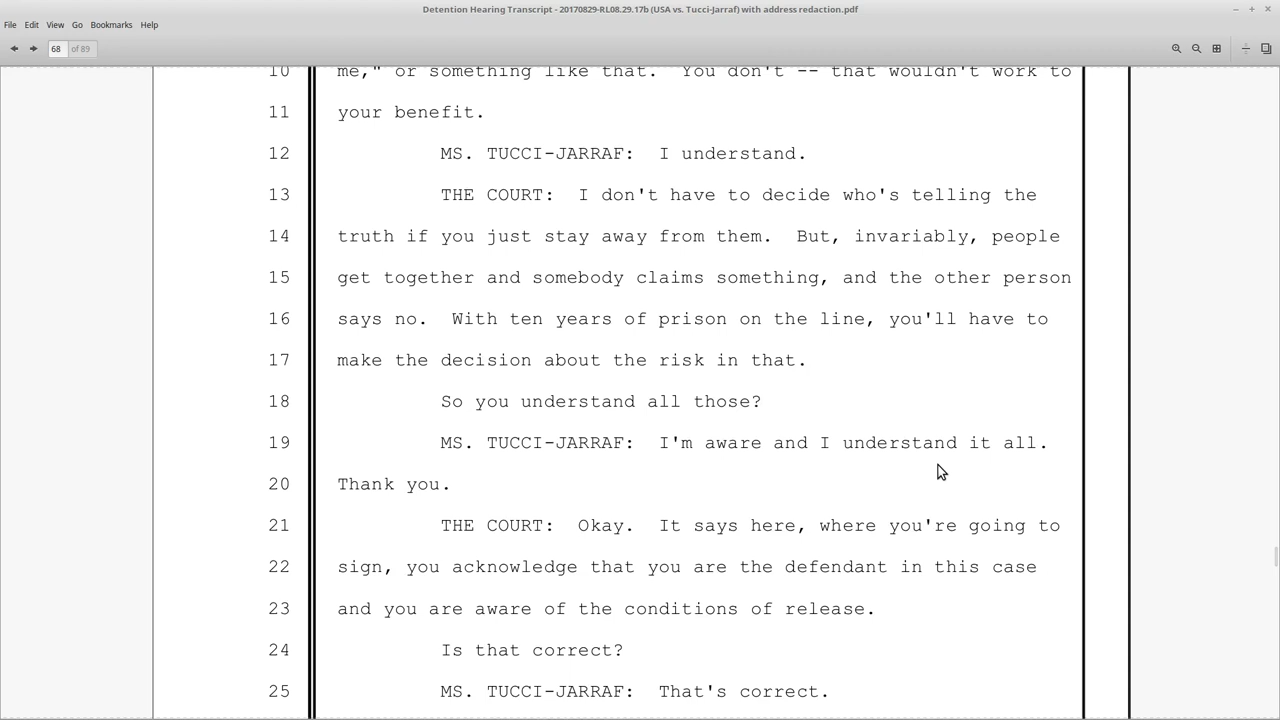 Detention Hearing Transcript - 20170829-RL08.29.17b (USA vs. Tucci-Jarraf) with address redaction.pdf
File Edit View Go Bookmarks Help
68 of 89
10 me," or something like that. You don't -- that wouldn't work to
11 your benefit.
12 MS. TUCCI-JARRAF: I understand.
13 THE COURT: I don't have to decide who's telling the
14 truth if you just stay away from them. But, invariably, people
15 get together and somebody claims something, and the other person
16 says no. With ten years of prison on the line, you'll have to
17 make the decision about the risk in that.
18 So you understand all those?
19 MS. TUCCI-JARRAF: I'm aware and I understand it all.
20 Thank you.
21 THE COURT: Okay. It says here, where you're going to
22 sign, you acknowledge that you are the defendant in this case
23 and you are aware of the conditions of release.
24 Is that correct?
25 MS. TUCCI-JARRAF: That's correct.